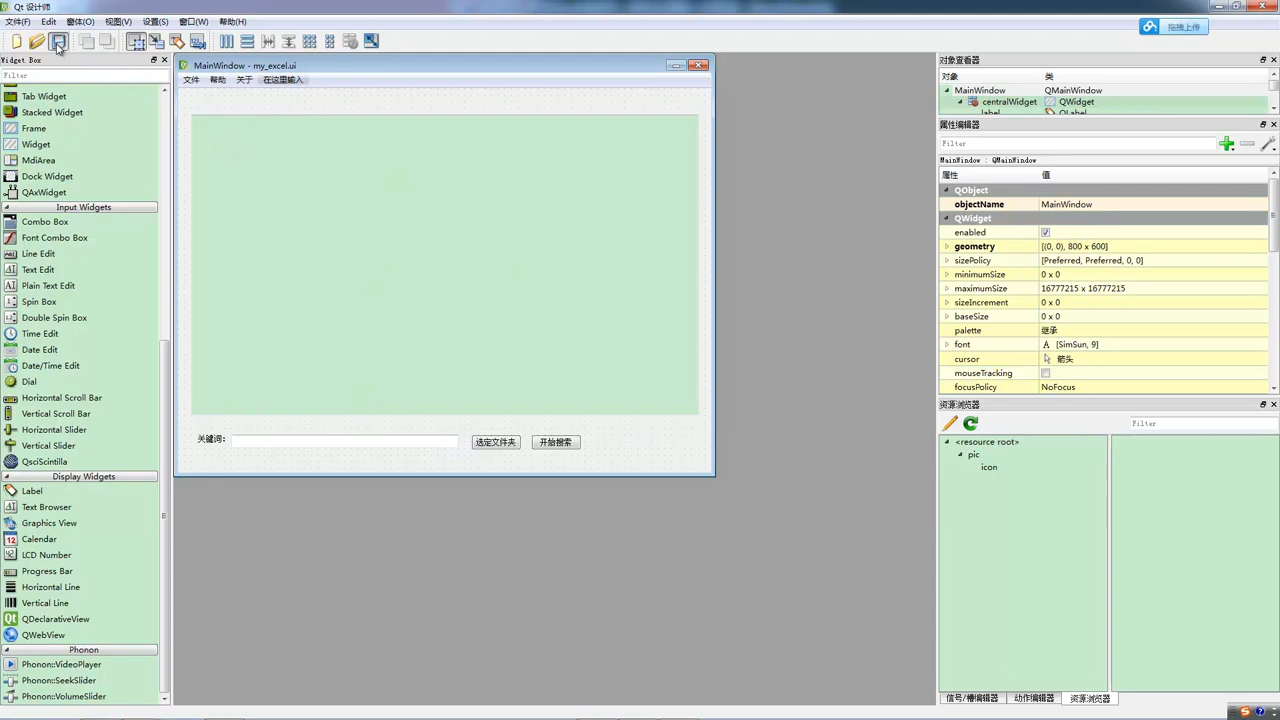 Qt 设计师
文件(F) Edit 窗体(O) 视图(V) 设置(S) 窗口(W) 帮助(H)
拖拽上传
Widget Box
Filter
Tab Widget
Stacked Widget
Frame
Widget
MdiArea
Dock Widget
QAxWidget
Input Widgets
Combo Box
Font Combo Box
Line Edit
Text Edit
Plain Text Edit
Spin Box
Double Spin Box
Time Edit
Date Edit
Date/Time Edit
Dial
Horizontal Scroll Bar
Vertical Scroll Bar
Horizontal Slider
Vertical Slider
QsciScintilla
Display Widgets
Label
Text Browser
Graphics View
Calendar
LCD Number
Progress Bar
Horizontal Line
Vertical Line
QDeclarativeView
QWebView
Phonon
Phonon::VideoPlayer
Phonon::SeekSlider
Phonon::VolumeSlider
MainWindow - my_excel.ui
文件 帮助 关于 在这里输入
关键词: 选定文件夹 开始搜索
对象查看器
对象 类
MainWindow QMainWindow
centralWidget QWidget
label QLabel
属性编辑器
Filter
MainWindow : QMainWindow
属性 值
QObject
objectName MainWindow
QWidget
enabled
geometry [(0, 0), 800 x 600]
sizePolicy [Preferred, Preferred, 0, 0]
minimumSize 0 x 0
maximumSize 16777215 x 16777215
sizeIncrement 0 x 0
baseSize 0 x 0
palette 继承
font A [SimSun, 9]
cursor 箭头
mouseTracking
focusPolicy NoFocus
资源浏览器
Filter
<resource root>
pic
icon
信号/槽编辑器 动作编辑器 资源浏览器